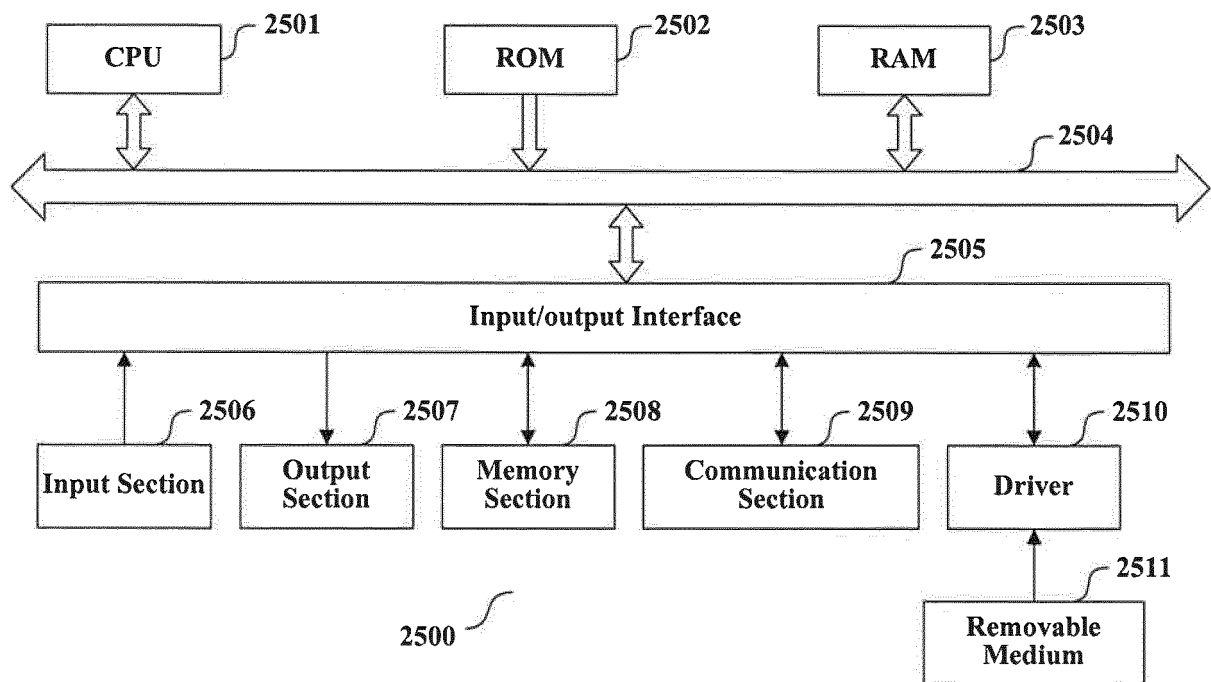 2501
CPU
2502
ROM
2503
RAM
2504
2505
Input/output Interface
2506
Input Section
2507
Output
Section
2508
Memory
Section
2509
Communication
Section
2510
Driver
2511
Removable
Medium
2500